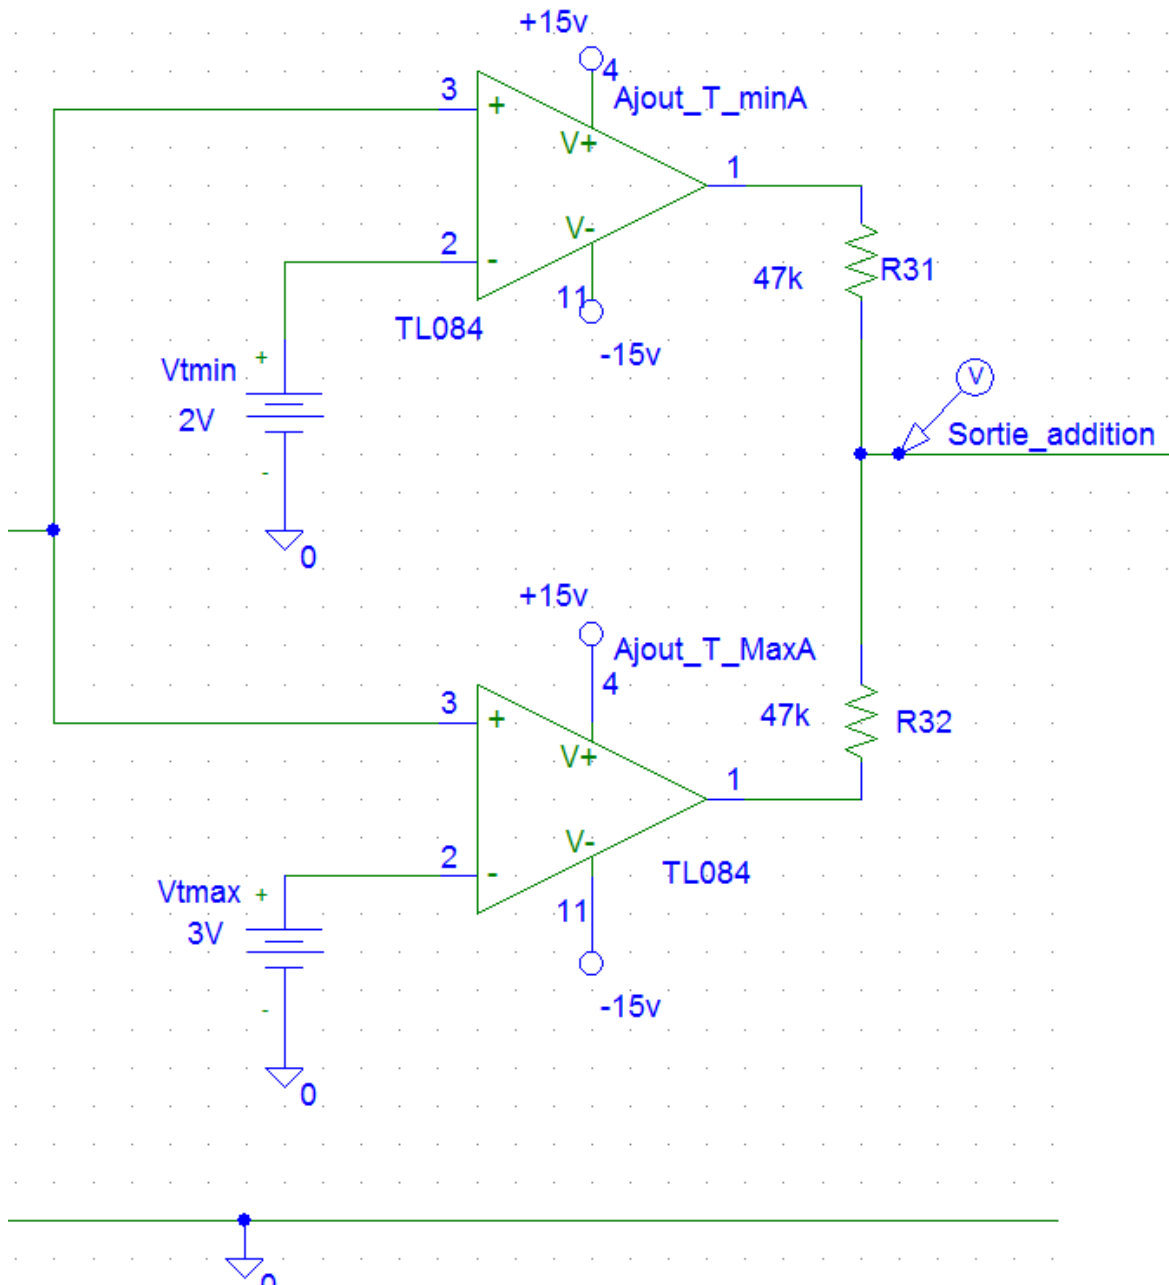 +15v
4
3
Ajout_T_minA
+
V+
1
V-
2
-
R31
47k
11
TL084
-15v
+
Vtmin
V
2V
Sortie_addition
-
0
+15v
Ajout_T_MaxA
4
3
47k
+
R32
V+
1
V-
2
-
TL084
Vtmax
+
11
3V
-15v
-
0
0